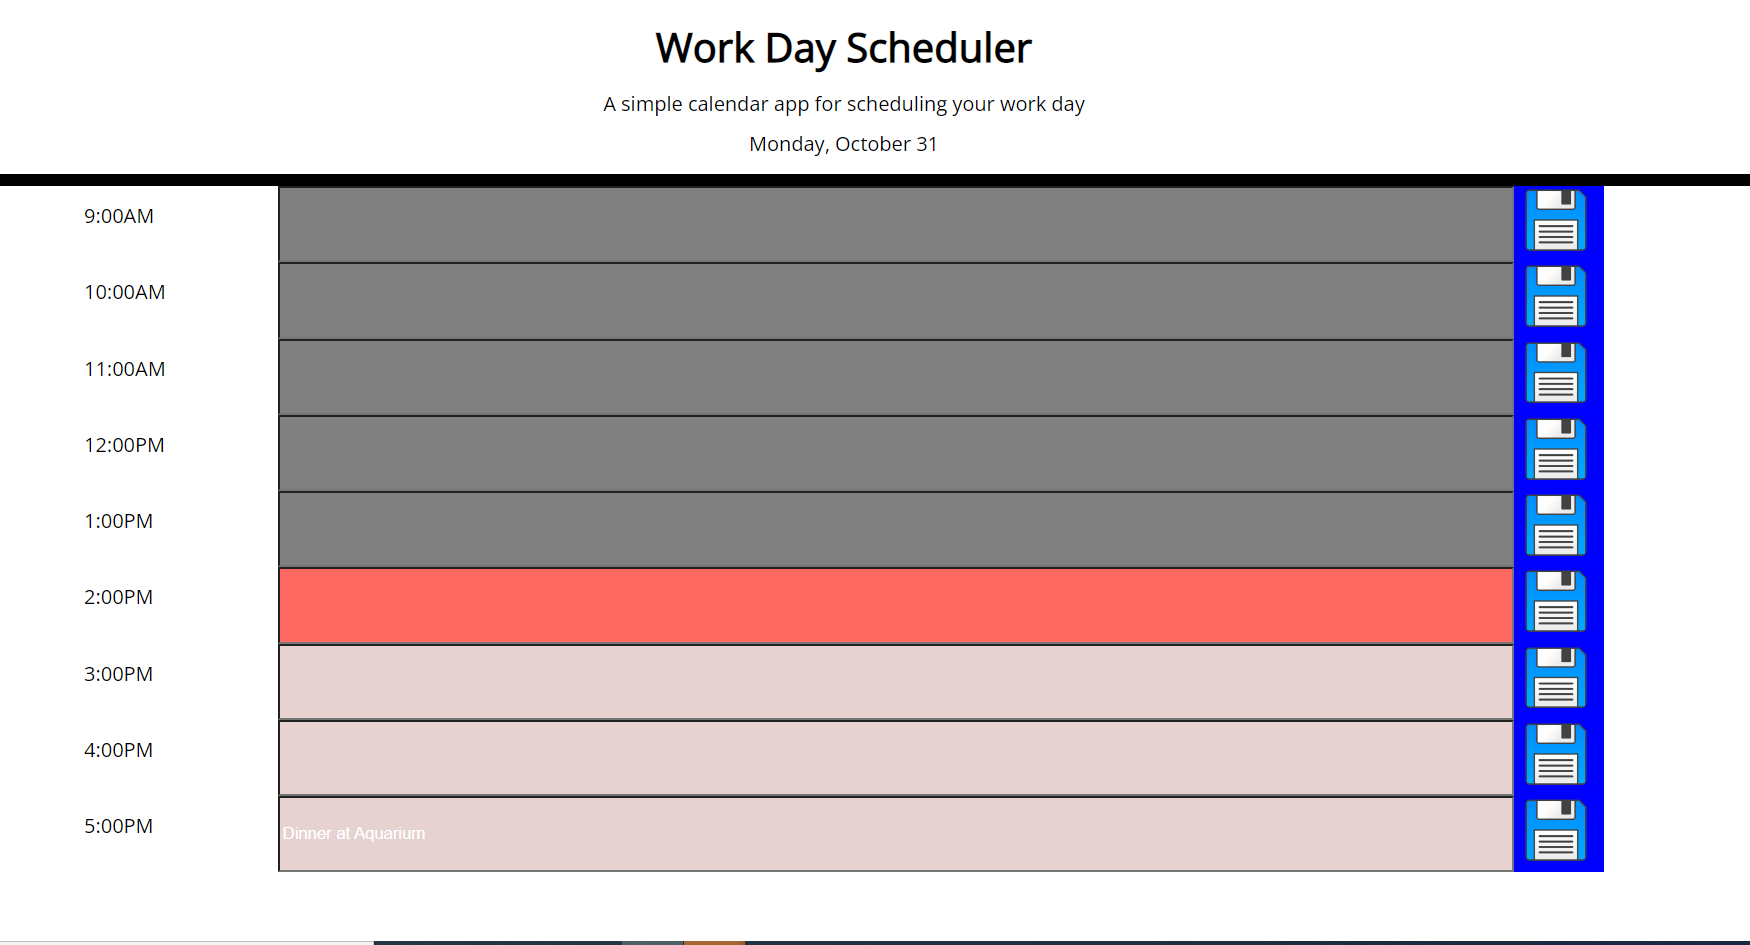 Work Day Scheduler
A simple calendar app for scheduling your work day
Monday, October 31
9:00AM
10:00AM
11:00AM
12:00PM
1:00PM
2:00PM
3:00PM
4:00PM
5:00PM
Dinner at Aquarium